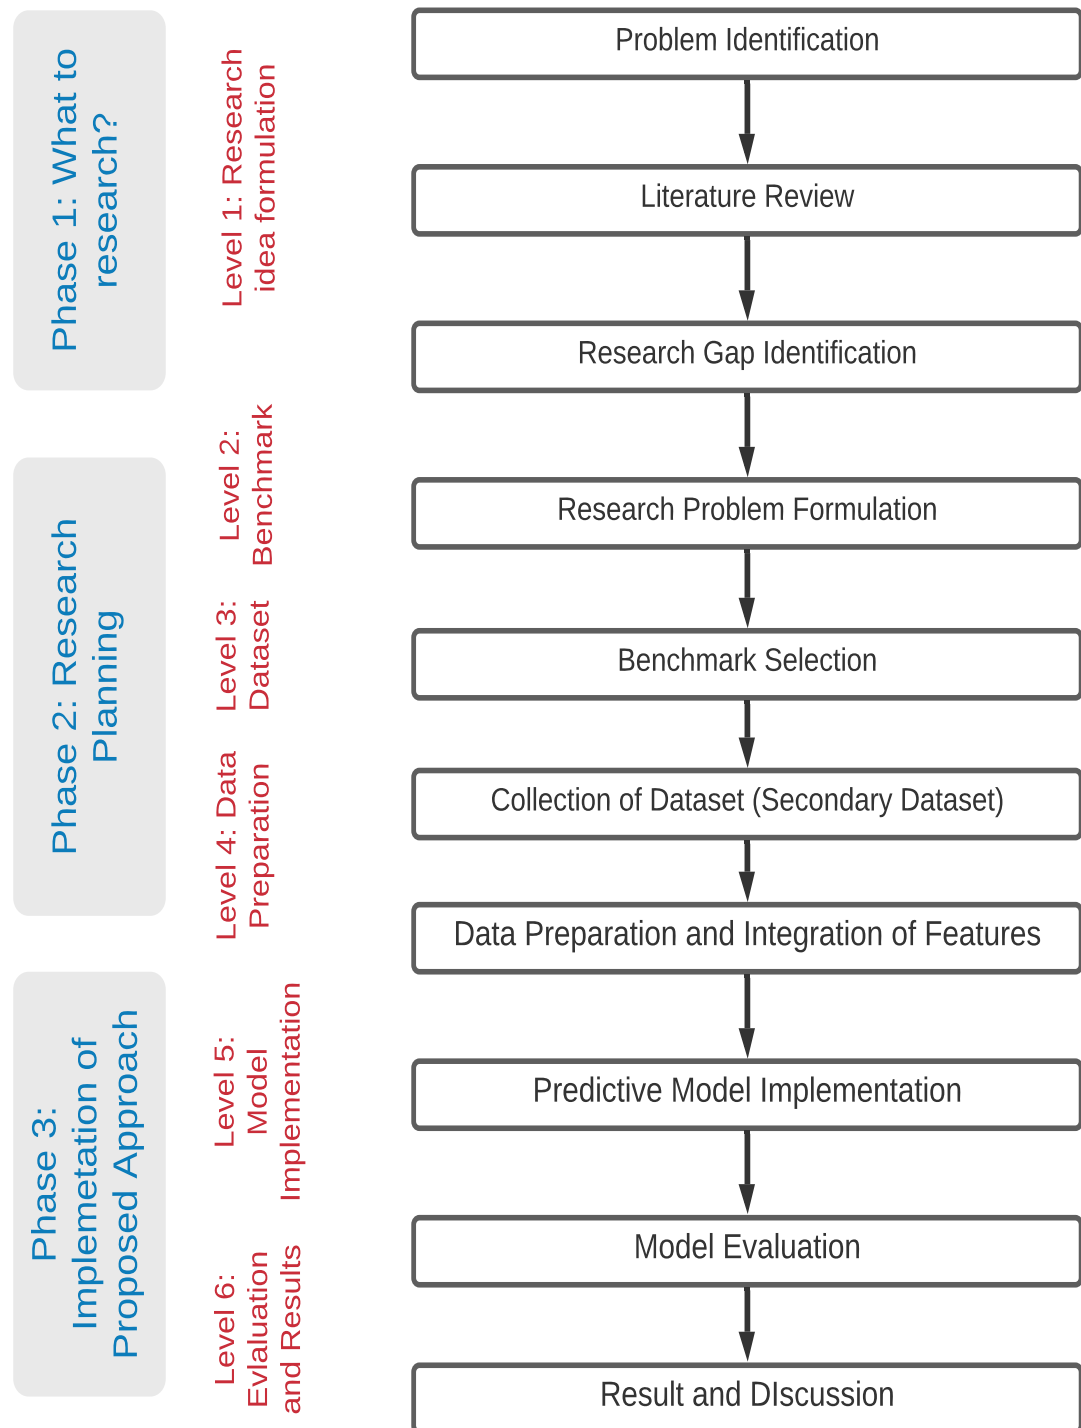 Phase 1: What to
research?
Level 1: Research
idea formulation
Problem Identification
Literature Review
Research Gap Identification
Phase 2: Research
Planning
Level 2:
Benchmark
Level 3:
Dataset
Level 4: Data
Preparation
Research Problem Formulation
Benchmark Selection
Collection of Dataset (Secondary Dataset)
Data Preparation and Integration of Features
Phase 3:
Implemetation of
Proposed Approach
Level 5:
Model
Implementation
Level 6:
Evlaluation
and Results
Predictive Model Implementation
Model Evaluation
Result and DIscussion